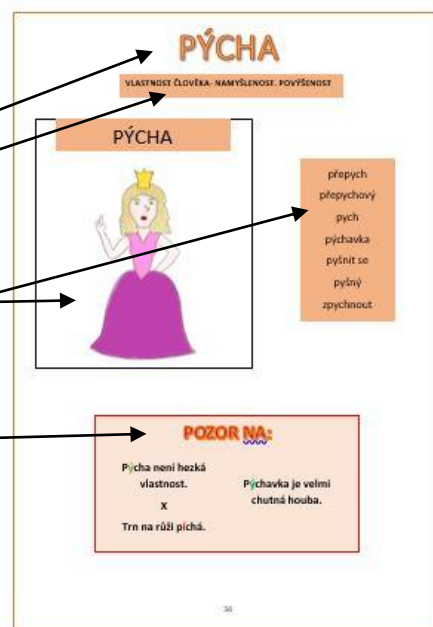 PÝCHA
VLASTNOST ČLOVĚKA- NAMYŠLENOST. POVÝŠENOST
PÝCHA
přepych
přepychový
pych
pýchavka
pyšnit se
pyšný
zpychnout
POZOR NA:
Pýcha není hezká
vlastnost.
X
Trn na růži píchá.
Pýchavka je velmi
chutná houba.